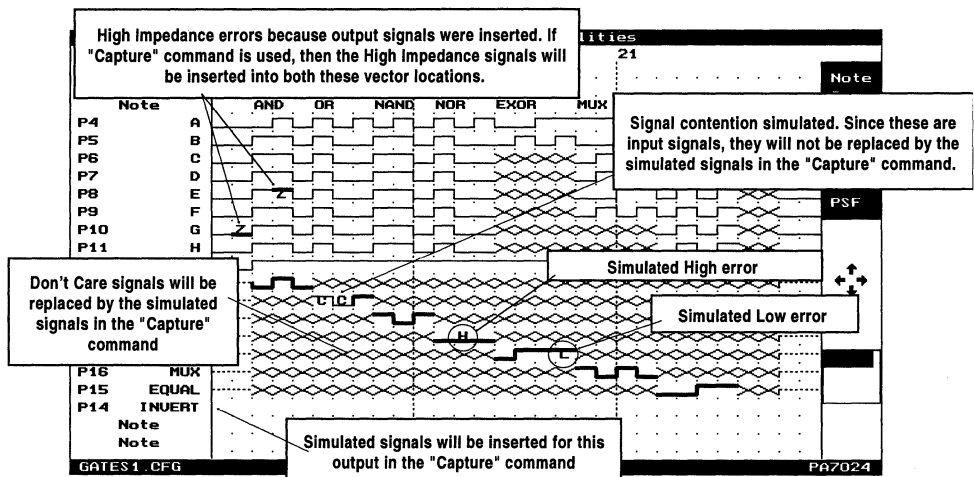 High Impedance errors because output signals were inserted. If
"Capture" command is used, then the High Impedance signals will
be inserted into both these vector locations.
lities
21
Note
Note AND OR NAND NOR EXOR MUX
Signal contention simulated. Since these are
input signals, they will not be replaced by the
simulated signals in the "Capture" command.
P4 A
P5 B
P6 C
P7 D
P8 E Z
PSF
P9 F
P10 G Z
P11 H
Don't Care signals will be
replaced by the simulated
signals in the "Capture"
command
Simulated High error
C C
Simulated Low error
H
L
P16 MUX
P15 EQUAL
P14 INVERT
Note
Note
Simulated signals will be inserted for this
output in the "Capture" command
GATES1.CFG PA7024